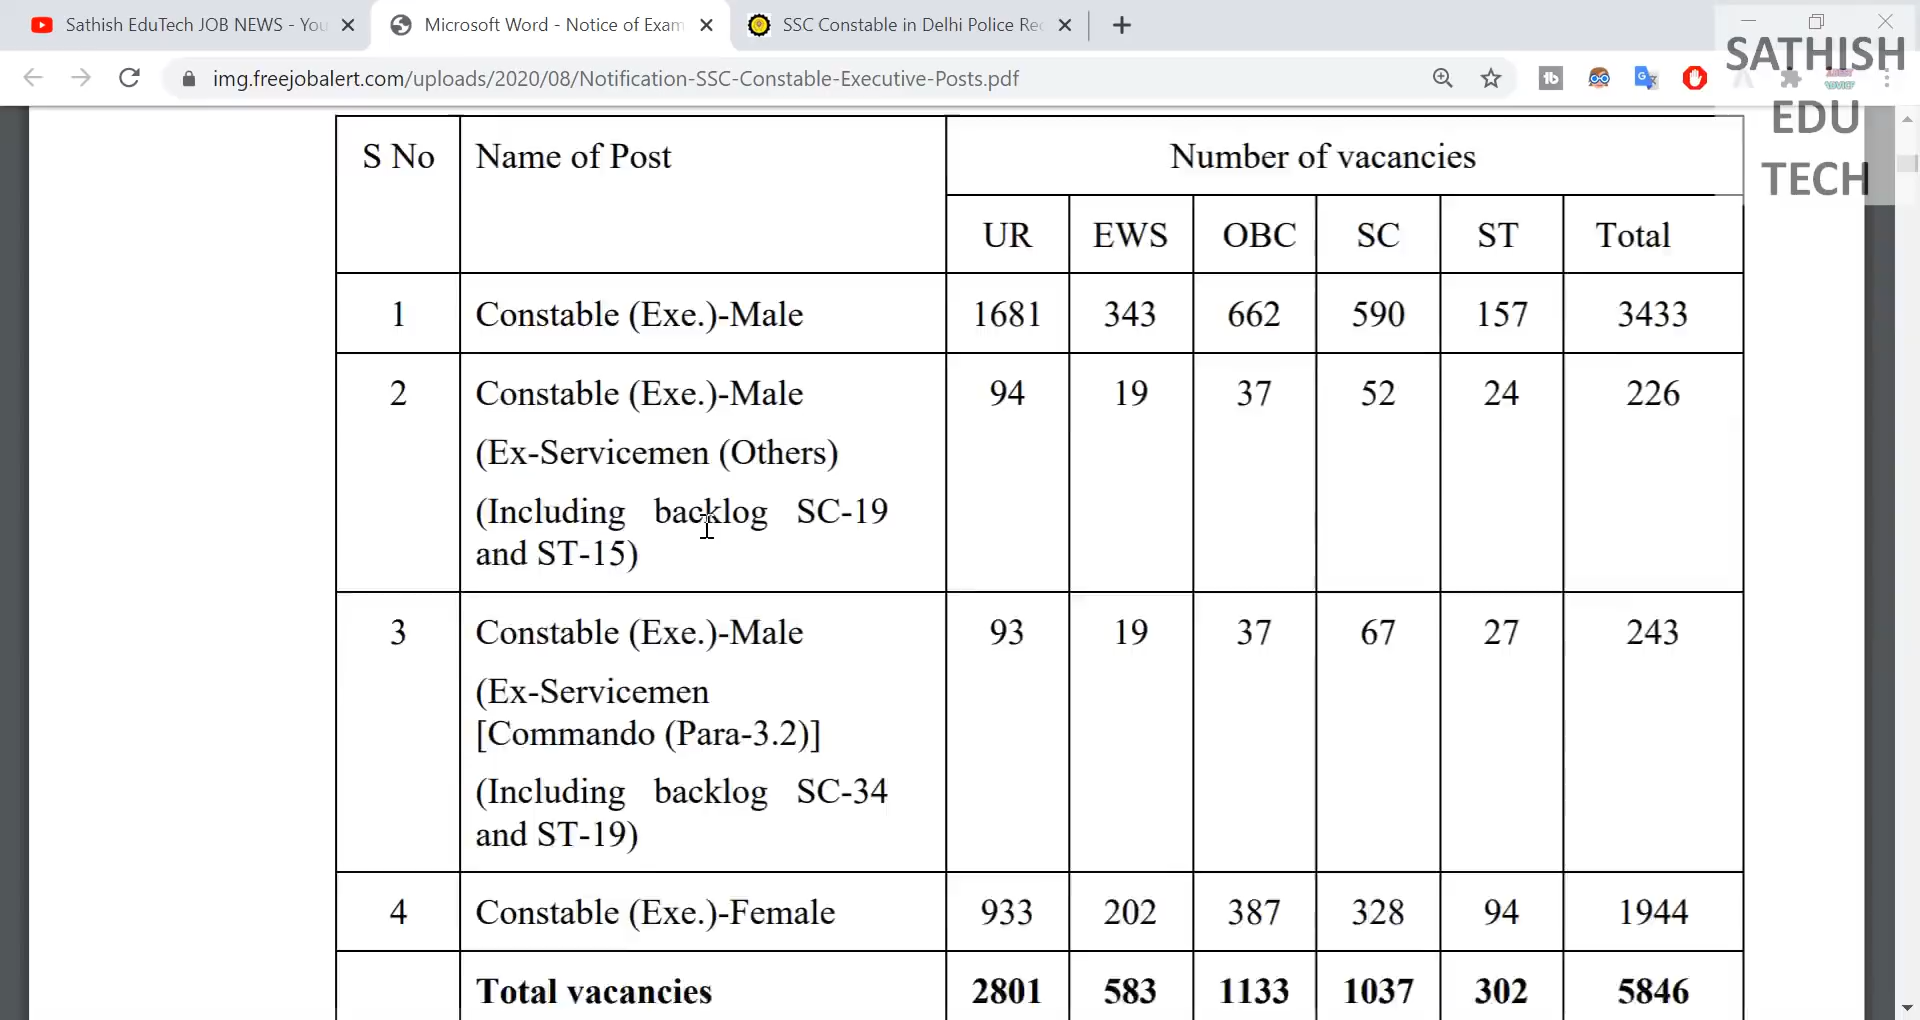 Sathish EduTech JOB NEWS - You
Microsoft Word - Notice of Exam
SSC Constable in Delhi Police Rec
img.freejobalert.com/uploads/2020/08/Notification-SSC-Constable-Executive-Posts.pdf
SATHISH
EDU
TECH
S No Name of Post Number of vacancies
UR EWS OBC SC ST Total
1 Constable (Exe.)-Male 1681 343 662 590 157 3433
2 Constable (Exe.)-Male 94 19 37 52 24 226
(Ex-Servicemen (Others)
(Including backlog SC-19
and ST-15)
3 Constable (Exe.)-Male 93 19 37 67 27 243
(Ex-Servicemen
[Commando (Para-3.2)]
(Including backlog SC-34
and ST-19)
4 Constable (Exe.)-Female 933 202 387 328 94 1944
Total vacancies 2801 583 1133 1037 302 5846